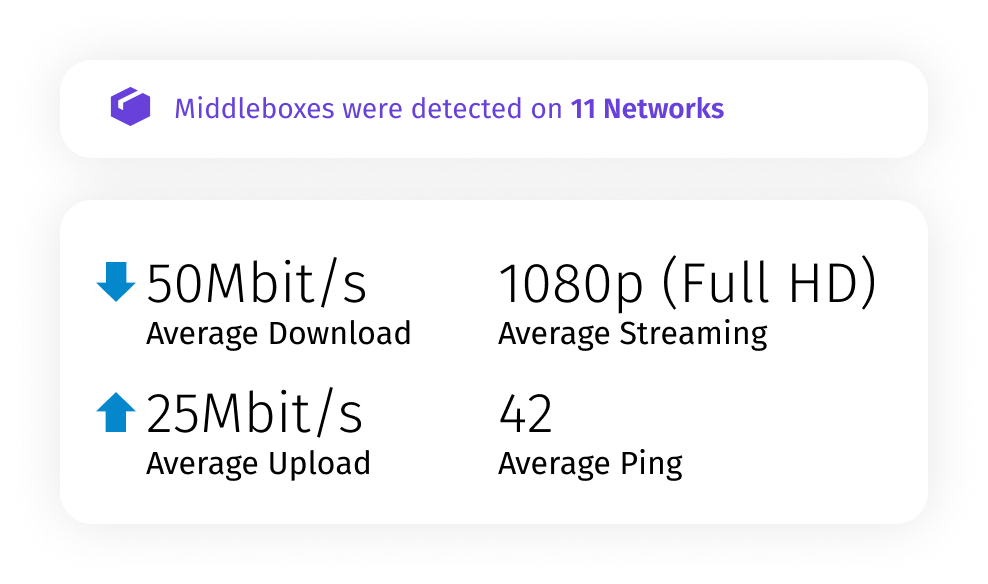 Middleboxes were detected on 11 Networks
50Mbit/s
Average Download
1080p (Full HD)
Average Streaming
25Mbit/s
Average Upload
42
Average Ping